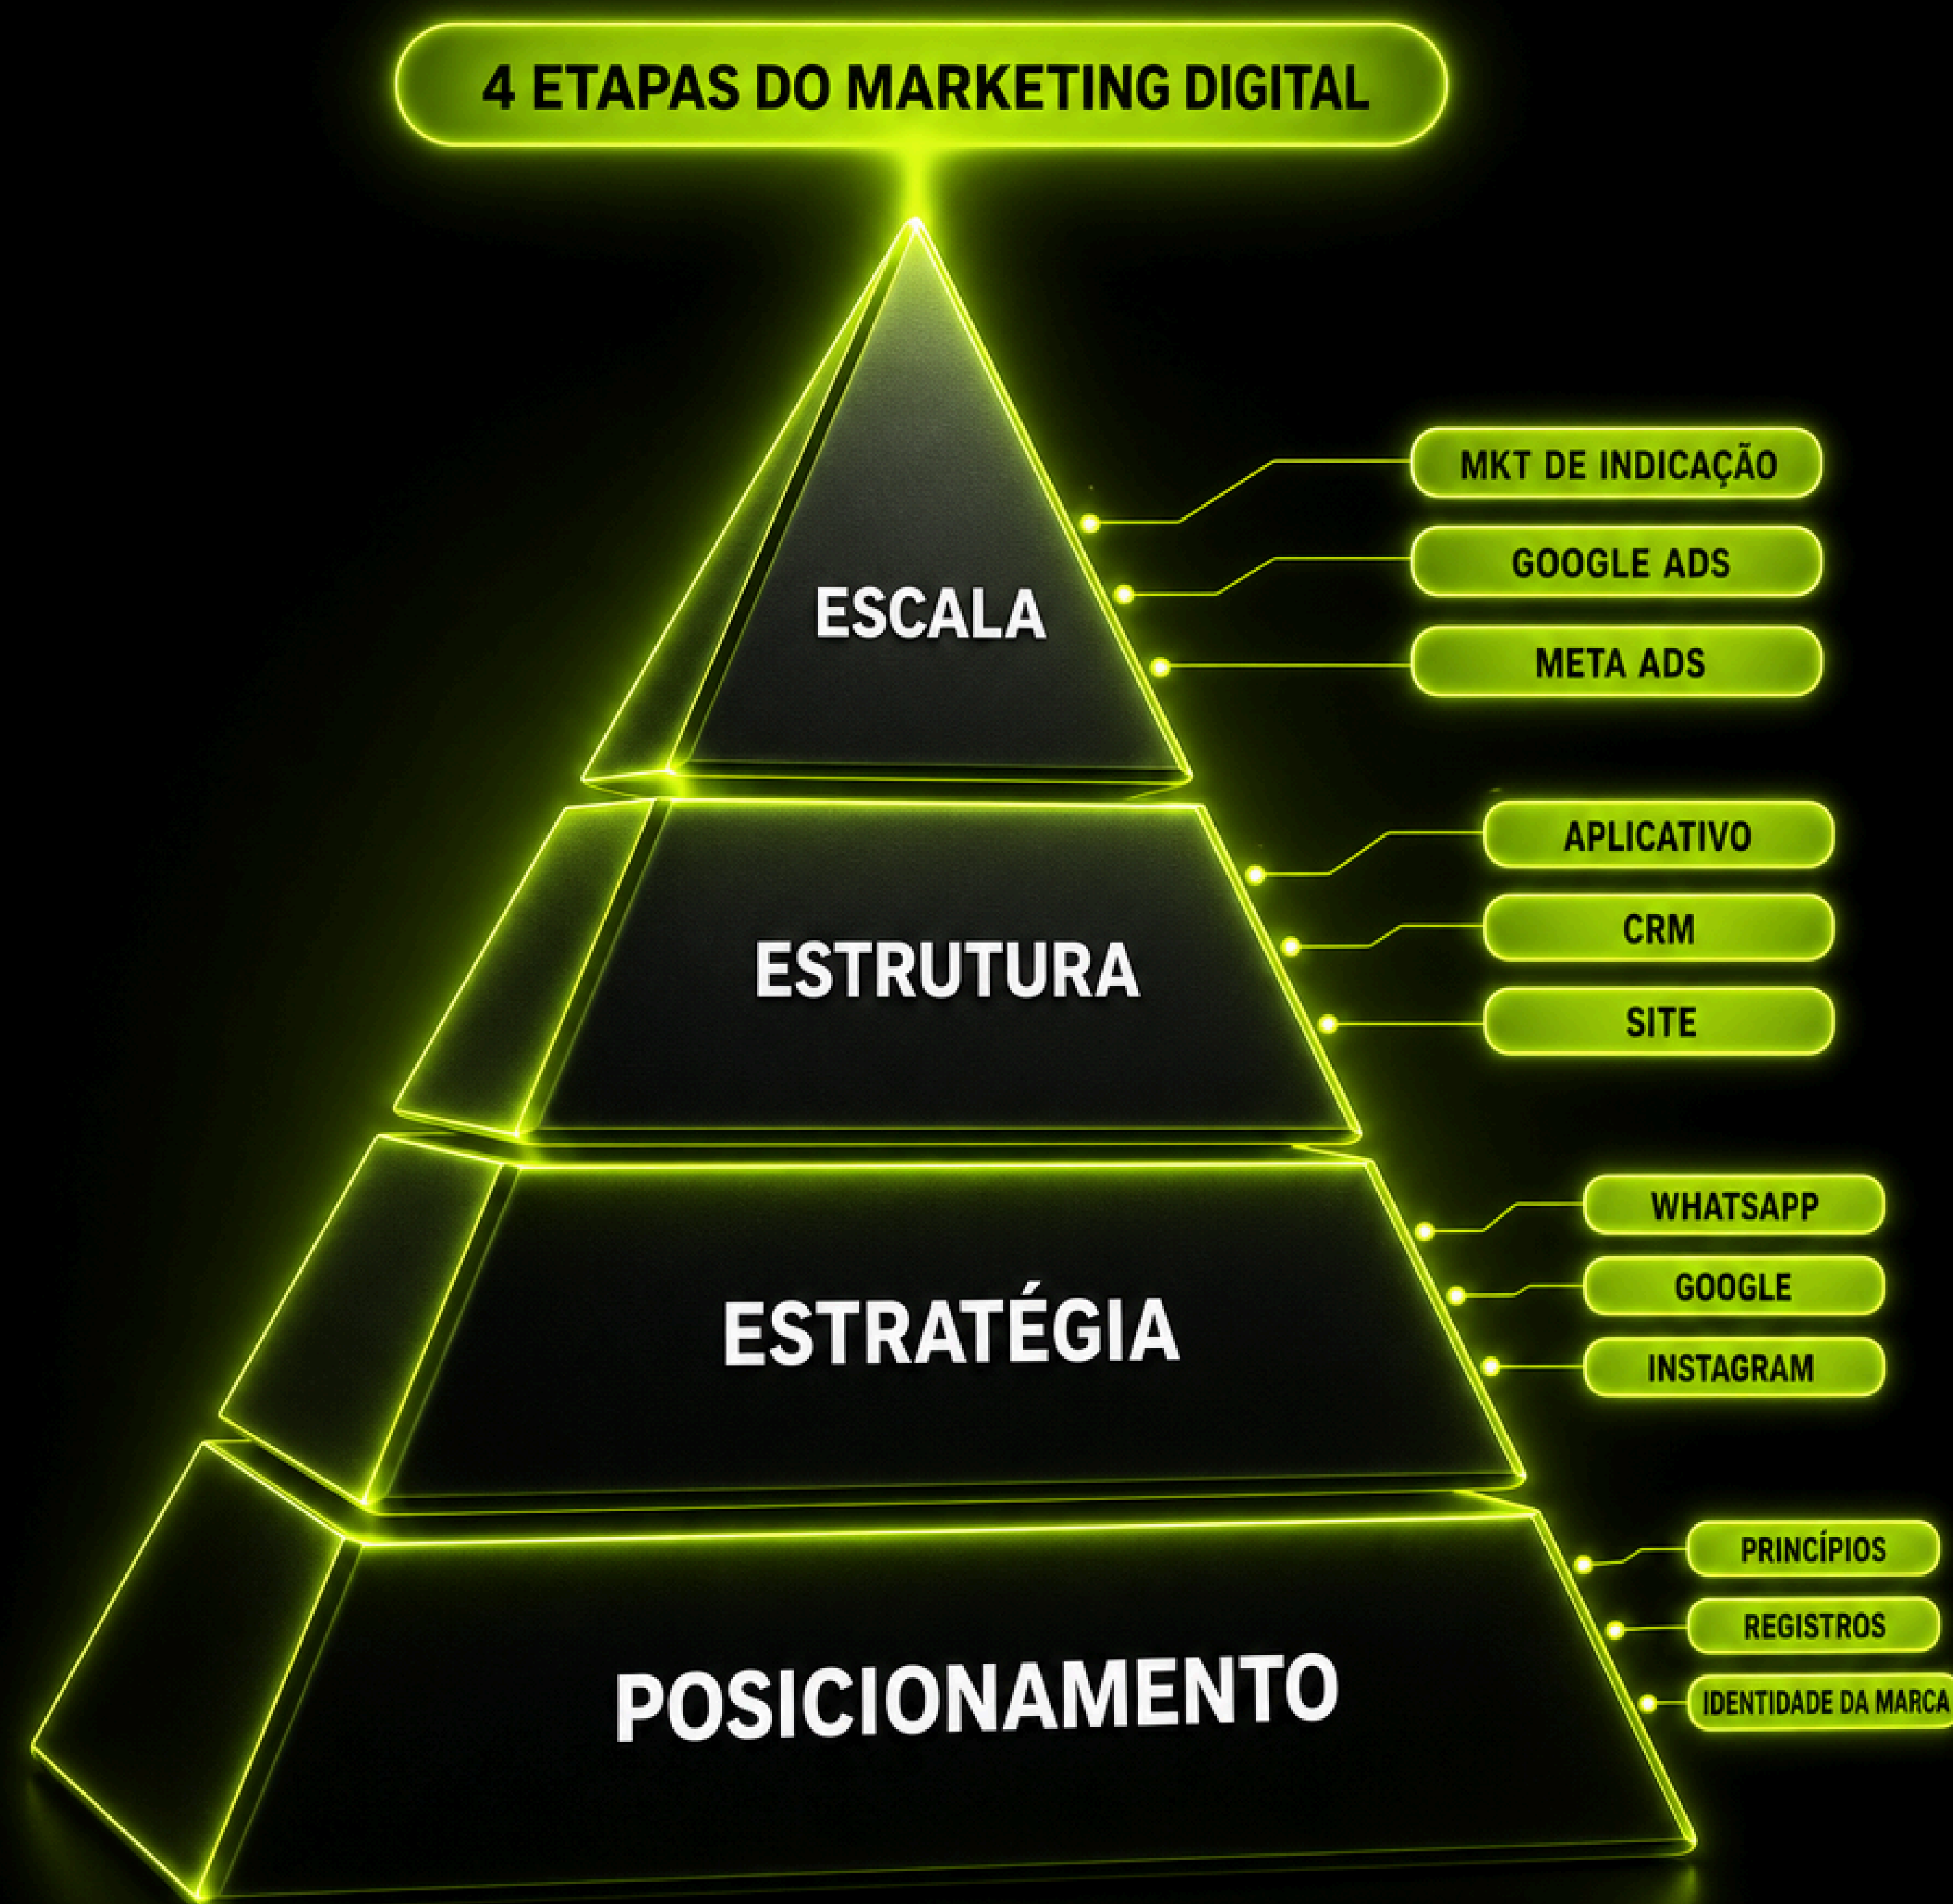 4 ETAPAS DO MARKETING DIGITAL
MKT DE INDICAÇÃO
GOOGLE ADS
ESCALA
META ADS
APLICATIVO
CRM
ESTRUTURA
SITE
WHATSAPP
GOOGLE
ESTRATÉGIA
INSTAGRAM
PRINCÍPIOS
REGISTROS
POSICIONAMENTO
IDENTIDADE DA MARCA